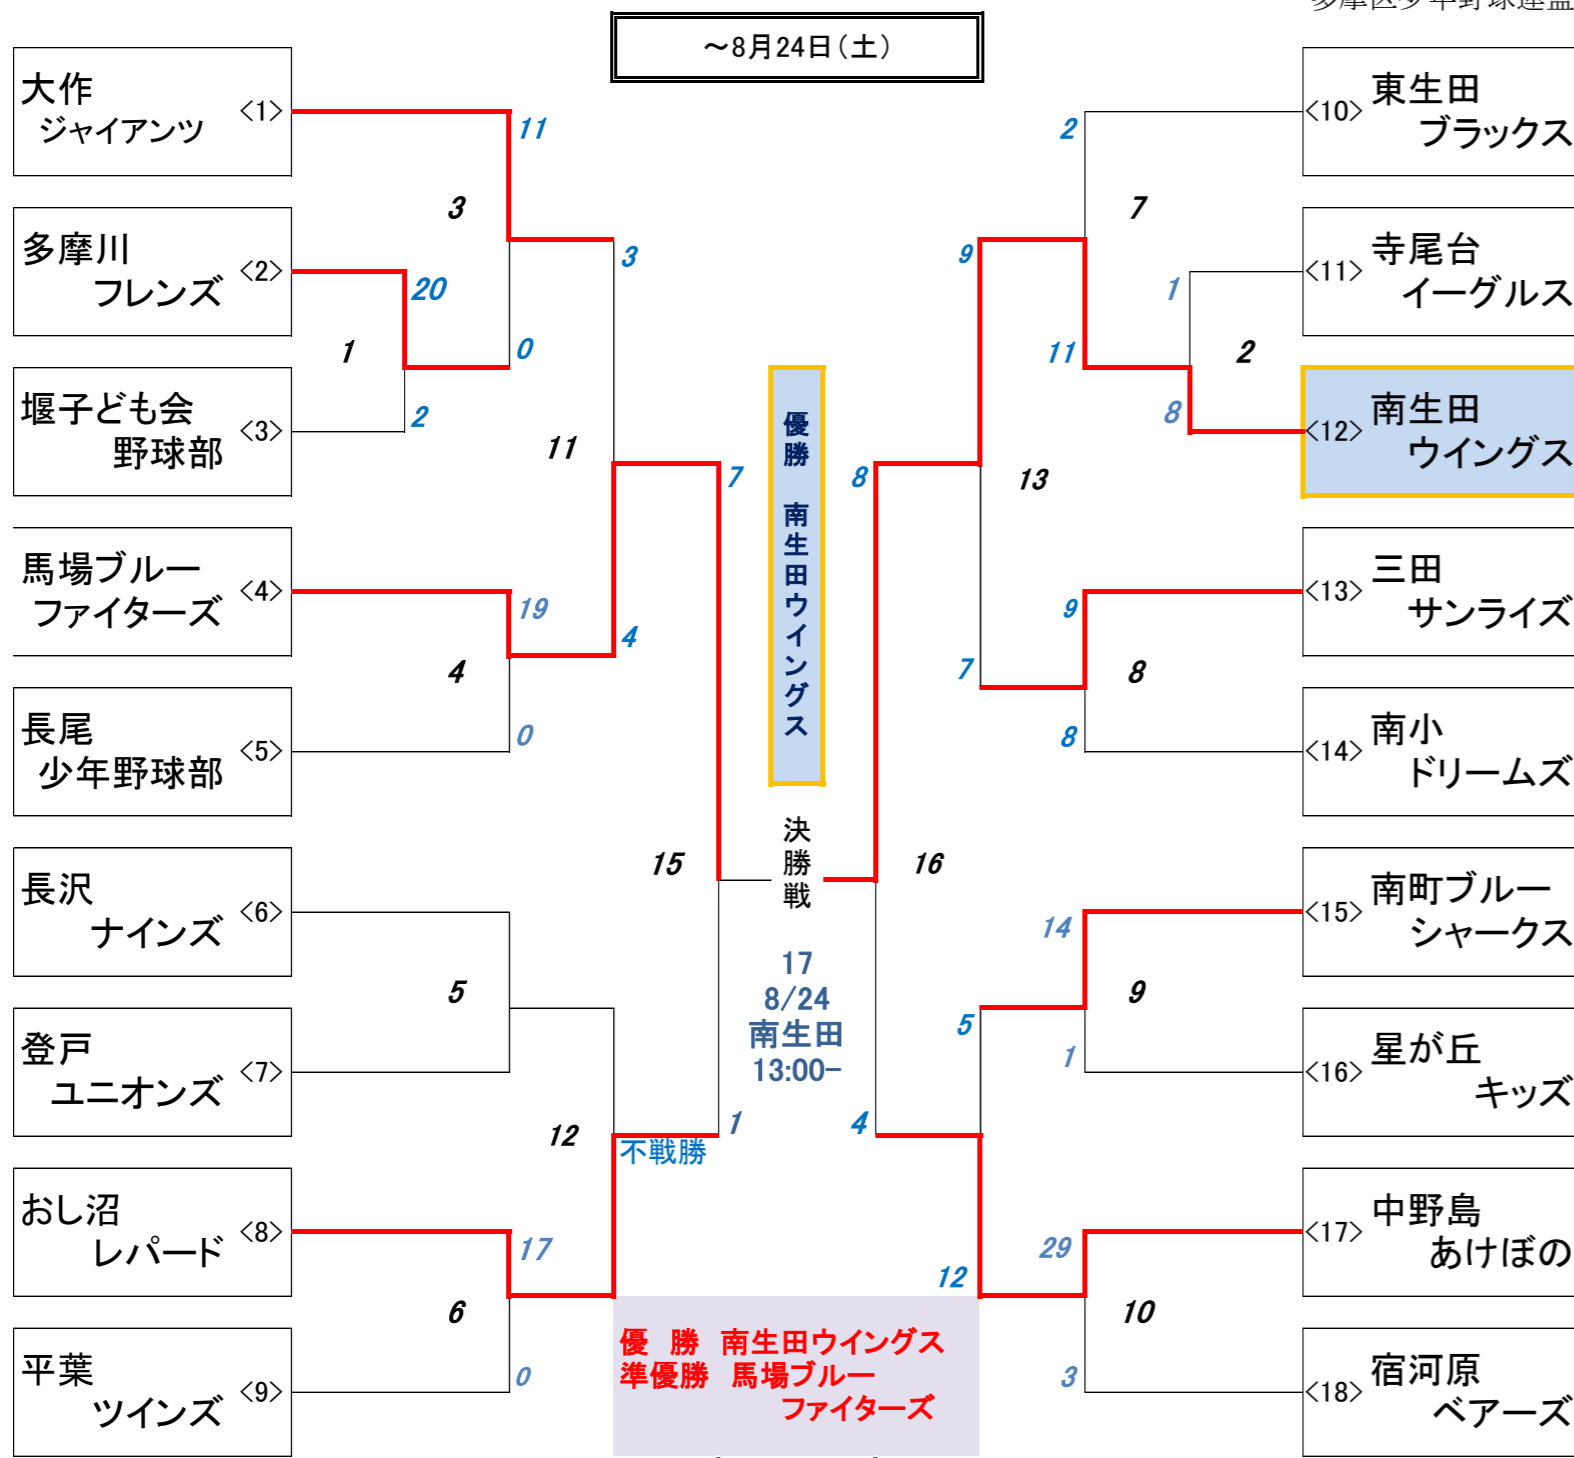 多摩区少年野球連盟
～8月24日（土）
大作
ジャイアンツ
<1>
多摩川
フレンズ
<2>
堰子ども会
野球部
<3>
馬場ブルー
ファイターズ
<4>
長尾
少年野球部
<5>
長沢
ナインズ
<6>
登戸
ユニオンズ
<7>
おし沼
レパード
<8>
平葉
ツインズ
<9>
11
3
20
1
0
2
3
11
19
4
4
0
7
15
5
12
不戦勝
1
17
6
0
優勝 南生田ウイングス
決勝戦
17
8/24
南生田
13:00−
優 勝 南生田ウイングス
準優勝 馬場ブルー
ファイターズ
2
7
9
1
11
2
8
8
13
9
7
8
8
16
14
5
9
1
4
29
12
10
3
<10>
東生田
ブラックス
<11>
寺尾台
イーグルス
<12>
南生田
ウイングス
<13>
三田
サンライズ
<14>
南小
ドリームズ
<15>
南町ブルー
シャークス
<16>
星が丘
キッズ
<17>
中野島
あけぼの
<18>
宿河原
ベアーズ